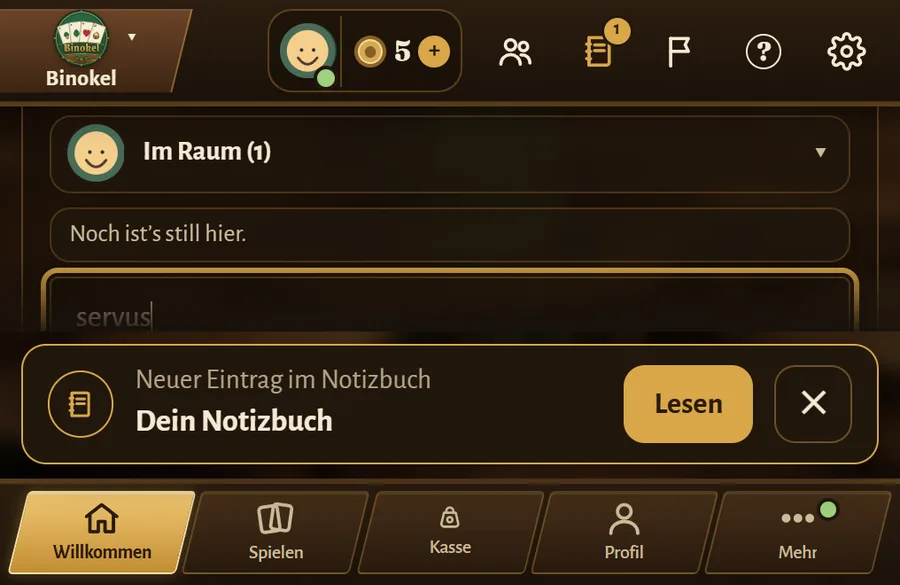 Binokel
Binokel
5
+
1
?
Im Raum (1)
Noch ist's still hier.
servus
Neuer Eintrag im Notizbuch
Dein Notizbuch
Lesen
Willkommen
Spielen
Kasse
Profil
Mehr